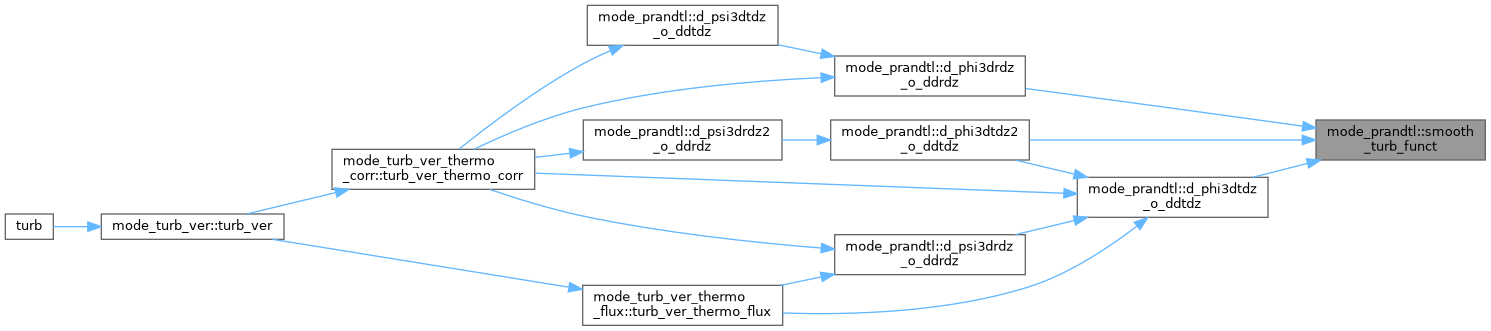 mode_prandtl::d_psi3dtdz
_o_ddtdz
mode_prandtl::d_phi3drdz
_o_ddrdz
mode_prandtl::smooth
_turb_funct
mode_prandtl::d_psi3drdz2
_o_ddrdz
mode_prandtl::d_phi3dtdz2
_o_ddtdz
mode_turb_ver_thermo
_corr::turb_ver_thermo_corr
mode_prandtl::d_phi3dtdz
_o_ddtdz
turb
mode_turb_ver::turb_ver
mode_prandtl::d_psi3drdz
_o_ddrdz
mode_turb_ver_thermo
_flux::turb_ver_thermo_flux